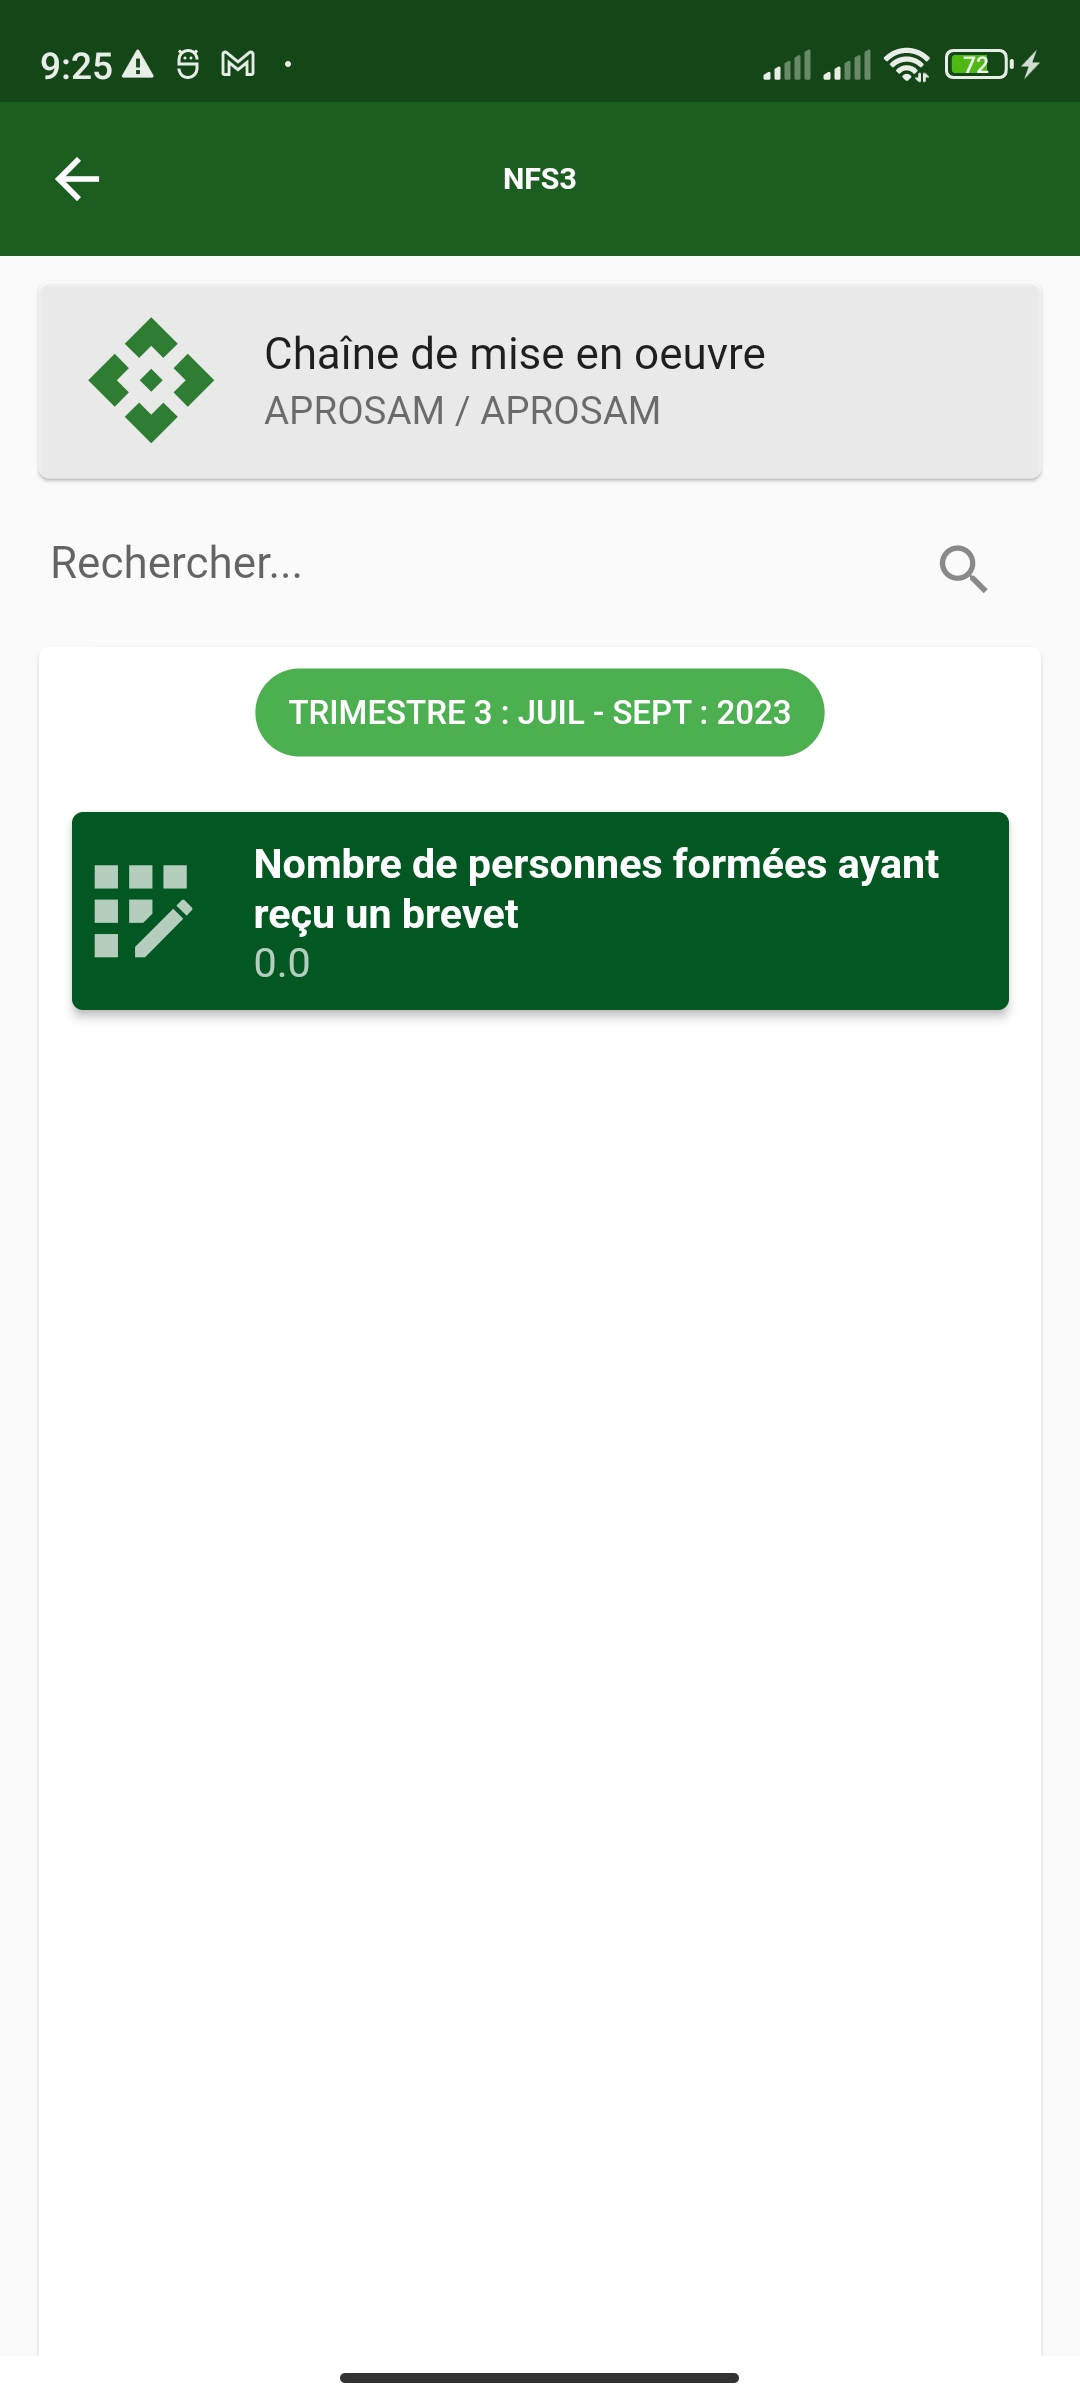 9:25
72
NFS3
Chaîne de mise en oeuvre
APROSAM / APROSAM
Rechercher...
TRIMESTRE 3 : JUIL - SEPT : 2023
Nombre de personnes formées ayant
reçu un brevet
0.0